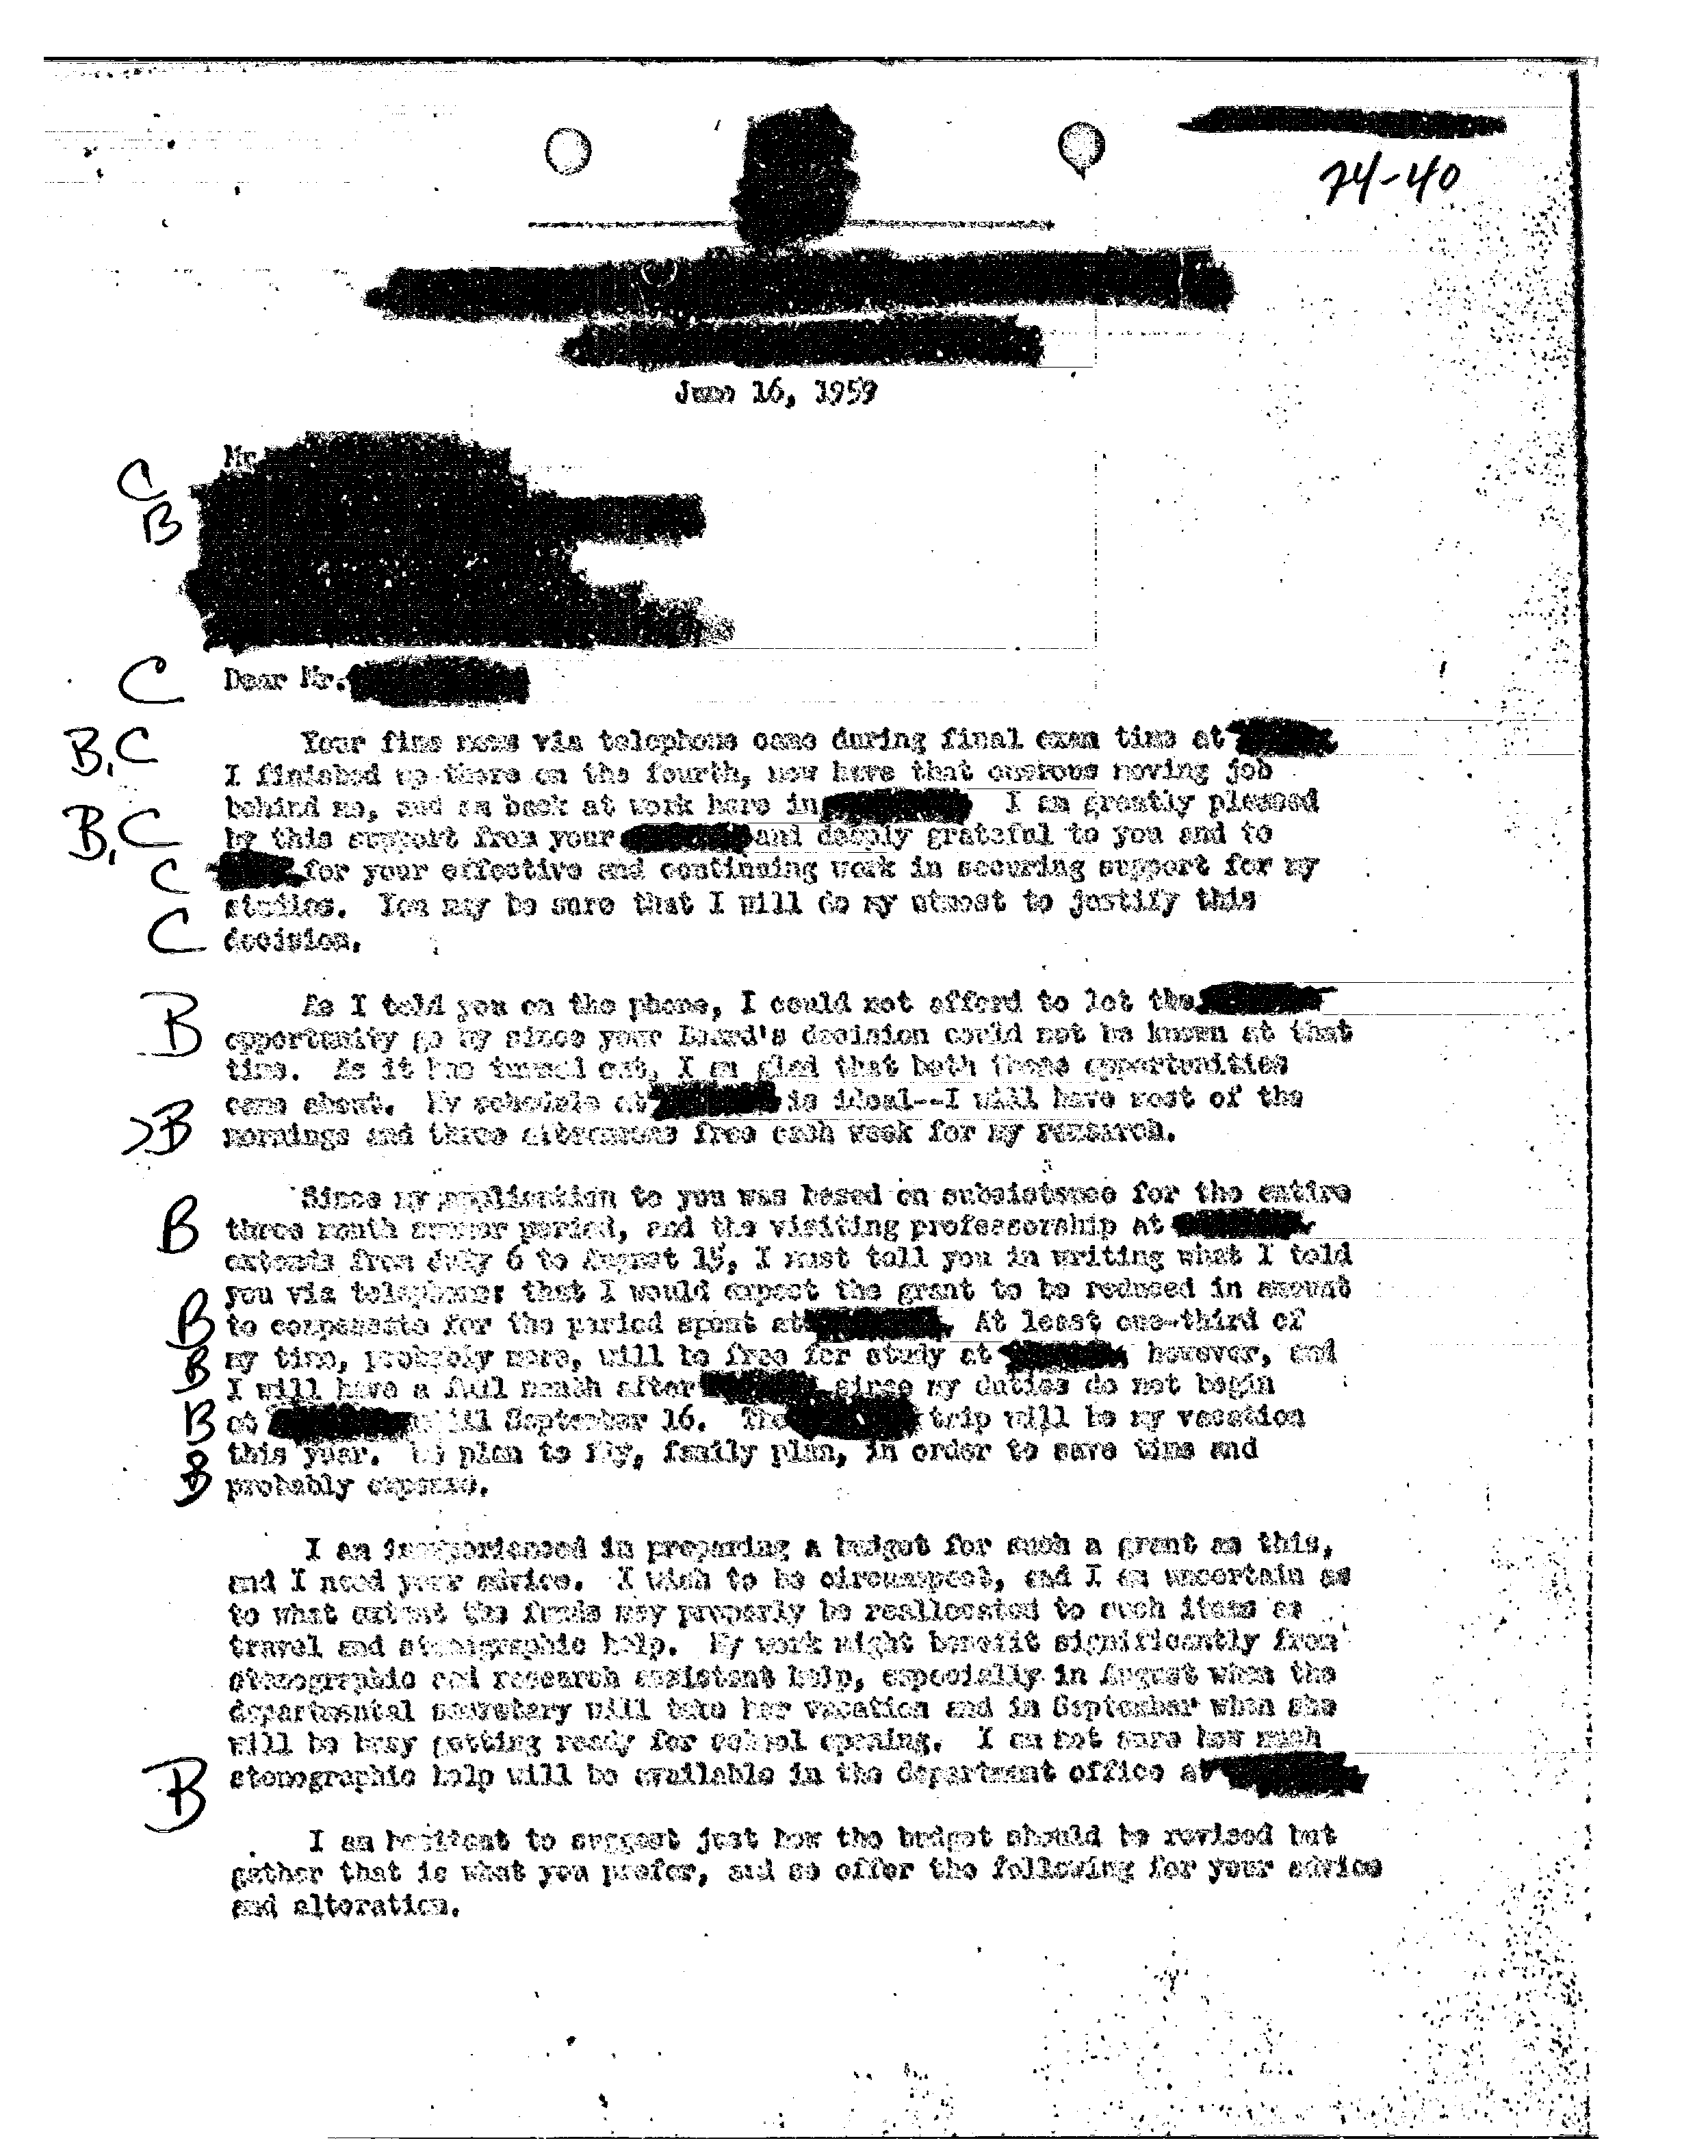 74-40
June 16, 1959
Mr.
C
B
C Dear Mr.
B,C Your fine news via telephone came during final exam time at
I finished up there on the fourth, now have that onerous moving job
behind me, and am back at work here in I am greatly pleased
B,C by this support from your and deeply grateful to you and to
C for your effective and continuing work in securing support for my
studies. You may be sure that I will do my utmost to justify this
C decision.
B As I told you on the phone, I could not afford to let the
opportunity go by since your Board's decision could not be known at that
time. As it has turned out, I am glad that both these opportunities
came about. My schedule at is ideal--I will have most of the
>B mornings and three afternoons free each week for my research.
Since my application to you was based on subsistence for the entire
B three month summer period, and the visiting professorship at
extends from July 6 to August 15, I must tell you in writing what I told
you via telephone: that I would expect the grant to be reduced in amount
B to compensate for the period spent at At least one-third of
B my time, probably more, will be free for study at however, and
I will have a full month after since my duties do not begin
B at until September 16. The trip will be my vacation
this year. We plan to fly, family plan, in order to save time and
B probably expense.
I am inexperienced in preparing a budget for such a grant as this,
and I need your advice. I wish to be circumspect, and I am uncertain as
to what extent the funds may properly be reallocated to such items as
travel and stenographic help. My work might benefit significantly from
stenographic and research assistant help, especially in August when the
departmental secretary will take her vacation and in September when she
will be busy getting ready for school opening. I am not sure how much
B stenographic help will be available in the department office at
I am hesitant to suggest just how the budget should be revised but
gather that is what you prefer, and so offer the following for your advice
and alteration.